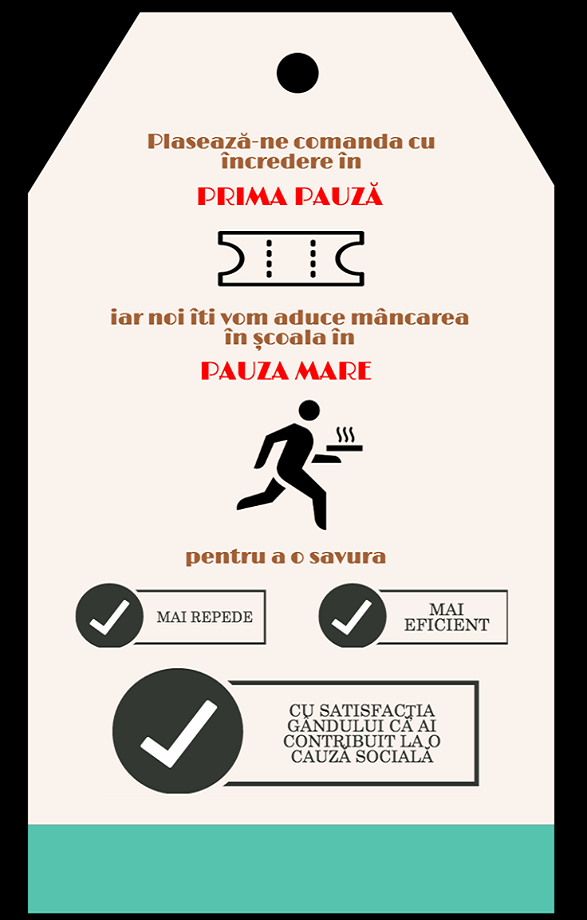 Plasează-ne comanda cu
încredere în
PRIMA PAUZĂ
iar noi îti vom aduce mâncarea
în școala în
PAUZA MARE
pentru a o savura
MAI REPEDE
MAI
EFICIENT
CU SATISFACȚIA
GÂNDULUI CĂ AI
CONTRIBUIT LA O
CAUZĂ SOCIALĂ